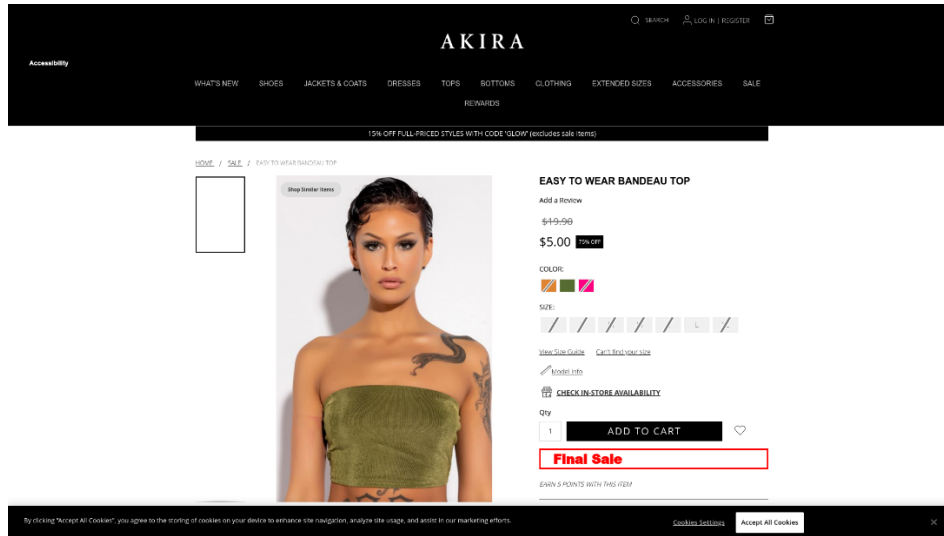 SEARCH
LOG IN | REGISTER
AKIRA
Accessibility
WHAT'S NEW SHOES JACKETS & COATS DRESSES TOPS BOTTOMS CLOTHING EXTENDED SIZES ACCESSORIES SALE
REWARDS
15% OFF FULL-PRICED STYLES WITH CODE 'GLOW' (excludes sale items)
HOME / SALE / EASY TO WEAR BANDEAU TOP
Shop Similar Items
EASY TO WEAR BANDEAU TOP
Add a Review
$19.90
$5.00 75% OFF
COLOR:
SIZE:
L
View Size Guide Can't find your size
Model Info
CHECK IN-STORE AVAILABILITY
Qty
1 ADD TO CART
Final Sale
EARN 5 POINTS WITH THIS ITEM
By clicking "Accept All Cookies", you agree to the storing of cookies on your device to enhance site navigation, analyze site usage, and assist in our marketing efforts.
Cookies Settings
Accept All Cookies